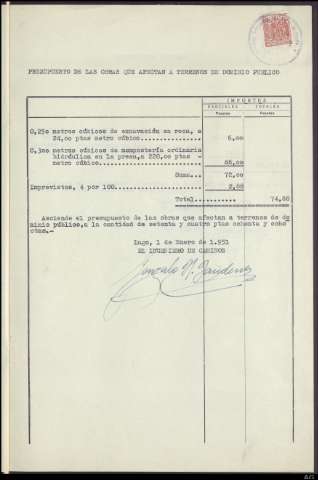 PRESUPUESTO DE LAS OBRAS QUE AFECTAN A TERRENOS DE DOMINIO PUBLICO
IMPORTES
PARCIALES TOTALES
Pesetas Pesetas
0,250 metros cúbicos de excavación en roca, a
24,00 ptas metro cúbico............... 6,00
0,300 metros cúbicos de mampostería ordinaria
hidráulica en la presa, a 220,00 ptas -
metro cúbico.................. 66,00
Suma... 72,00
Imprevistos, 4 por 100................. 2,88
Total........... 74,88
Asciende el presupuesto de las obras que afectan a terrenos de do
minio público, a la cantidad de setenta y cuatro ptas ochenta y ocho
ctms.-
Lugo, 1 de Enero de 1.951
EL INGENIERO DE CAMINOS
Gonzalo